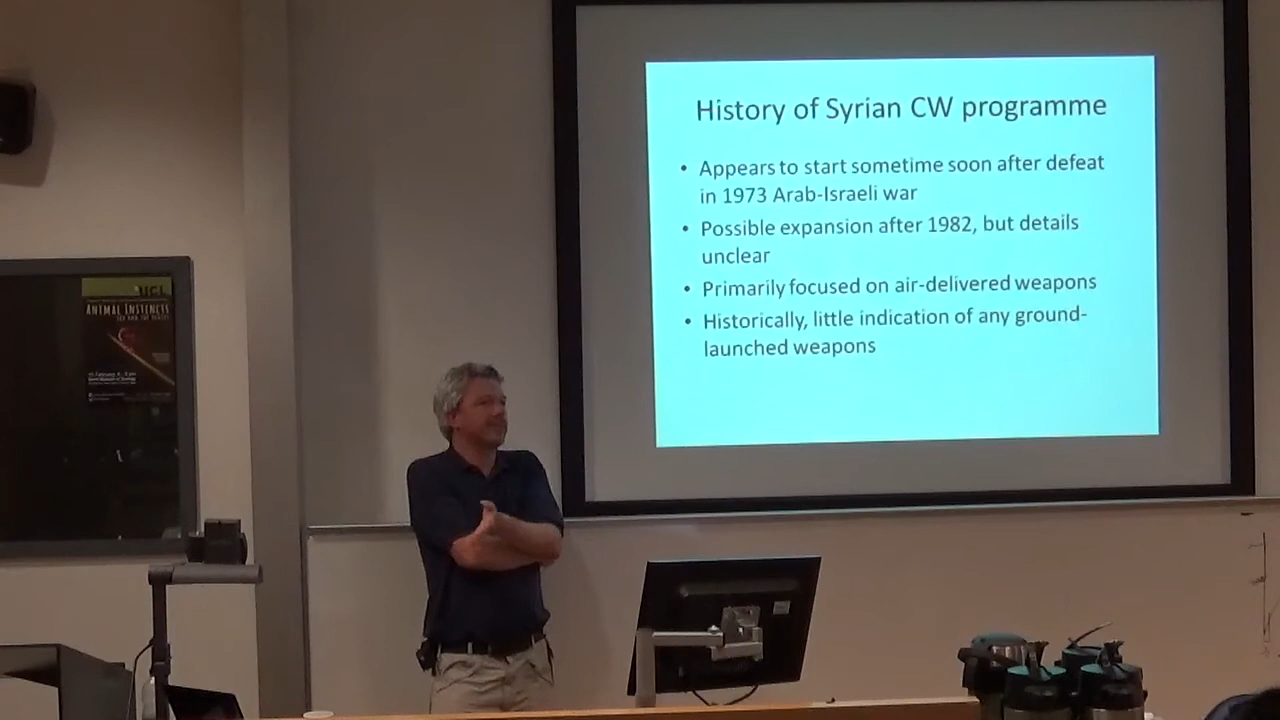 History of Syrian CW programme
• Appears to start sometime soon after defeat
in 1973 Arab-Israeli war
• Possible expansion after 1982, but details
unclear
• Primarily focused on air-delivered weapons
• Historically, little indication of any ground-
launched weapons
UCL
ANIMAL INSTINCTS